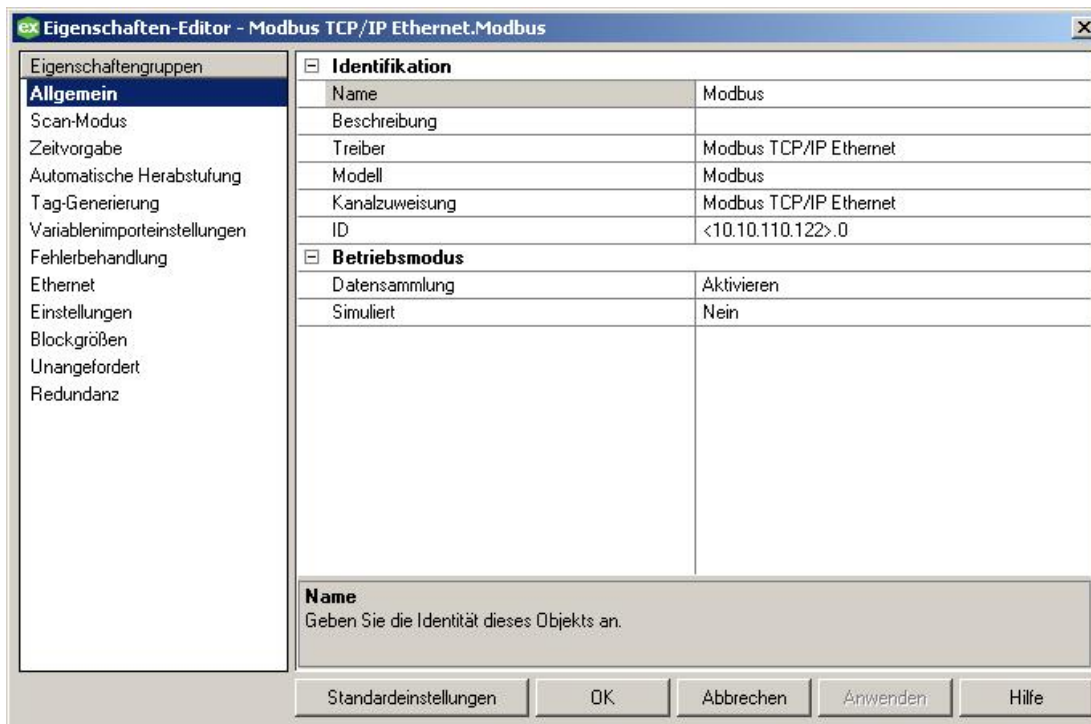 ex Eigenschaften-Editor - Modbus TCP/IP Ethernet.Modbus
Eigenschaftengruppen
Allgemein
Scan-Modus
Zeitvorgabe
Automatische Herabstufung
Tag-Generierung
Variablenimporteinstellungen
Fehlerbehandlung
Ethernet
Einstellungen
Blockgrößen
Unangefordert
Redundanz
Identifikation
Name Modbus
Beschreibung
Treiber Modbus TCP/IP Ethernet
Modell Modbus
Kanalzuweisung Modbus TCP/IP Ethernet
ID <10.10.110.122>.0
Betriebsmodus
Datensammlung Aktivieren
Simuliert Nein
Name
Geben Sie die Identität dieses Objekts an.
Standardeinstellungen OK Abbrechen Anwenden Hilfe